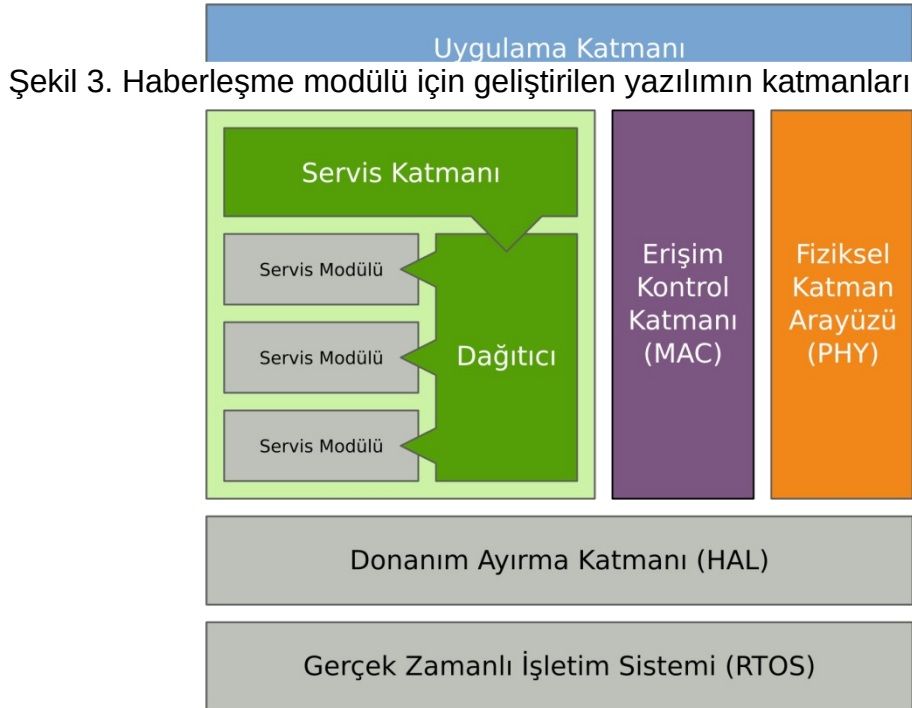 Uygulama Katmanı
Şekil 3. Haberleşme modülü için geliştirilen yazılımın katmanları
Servis Katmanı
Servis Modülü
Servis Modülü
Servis Modülü
Dağıtıcı
Erişim
Kontrol
Katmanı
(MAC)
Fiziksel
Katman
Arayüzü
(PHY)
Donanım Ayırma Katmanı (HAL)
Gerçek Zamanlı İşletim Sistemi (RTOS)